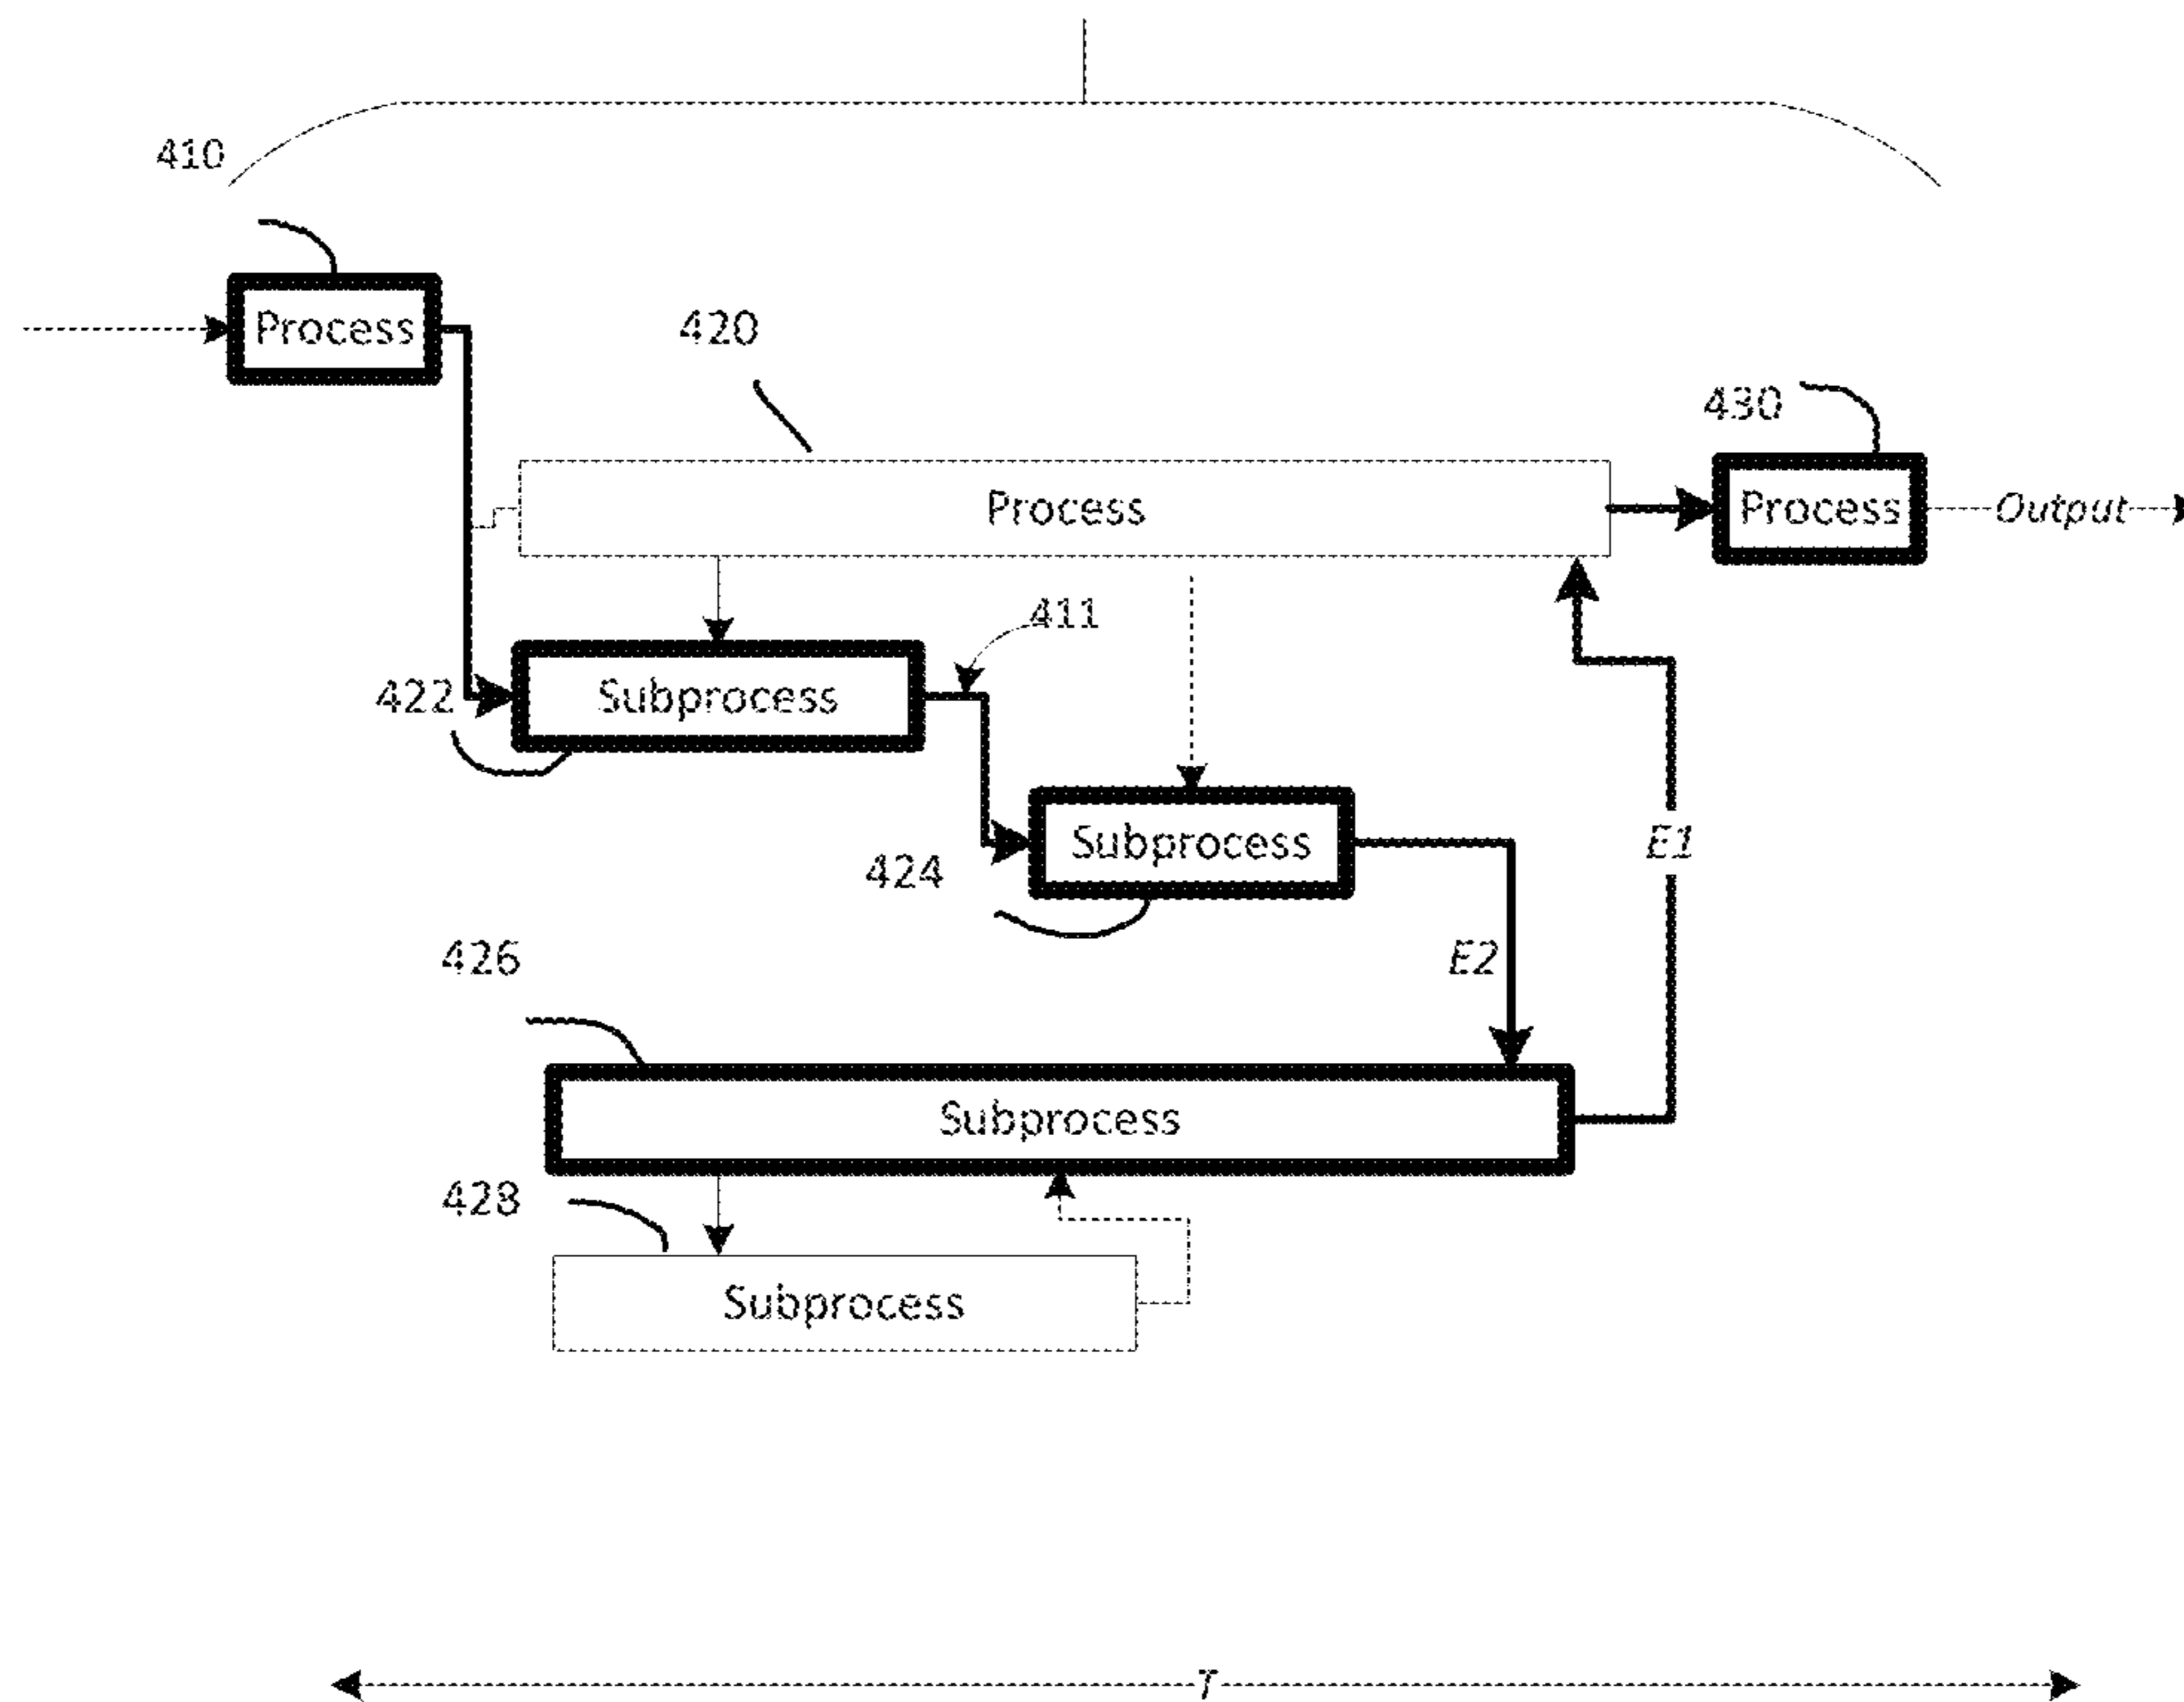 410
Process
420
430
Process
Process
Output
411
422
Subprocess
424
Subprocess
E1
426
E2
Subprocess
428
Subprocess
T